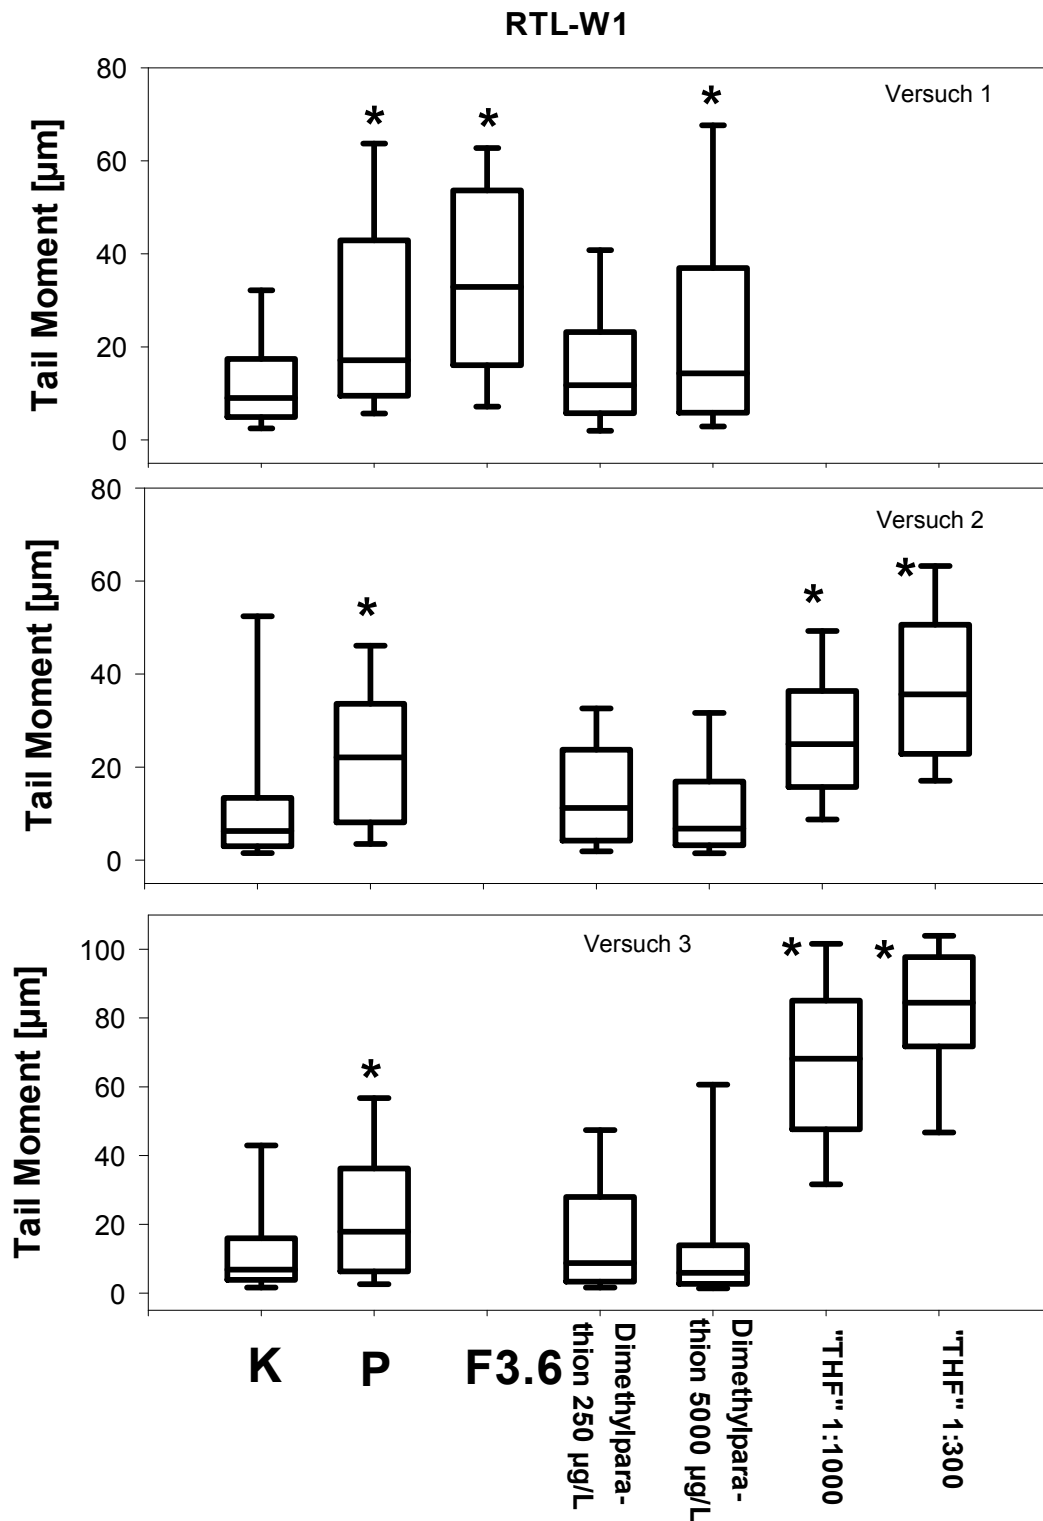 RTL-W1
Tail Moment [µm]
80
60
40
20
0
Versuch 1
*
*
*
Tail Moment [µm]
80
60
40
20
0
Versuch 2
*
*
*
Tail Moment [µm]
100
80
60
40
20
0
Versuch 3
*
*
*
K
P
F3.6
Dimethylpara-
thion 250 µg/L
Dimethylpara-
thion 5000 µg/L
"THF" 1:1000
"THF" 1:300